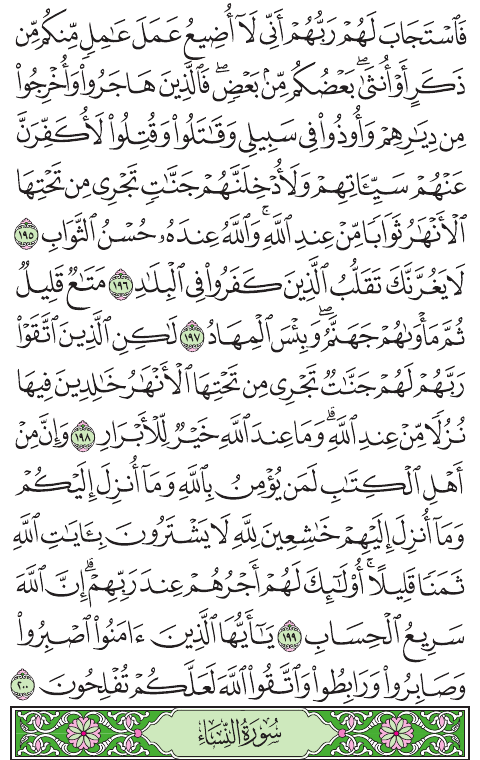 فَٱسْتَجَابَ لَهُمْ رَبُّهُمْ أَنِّي لَآ أُضِيعُ عَمَلَ عَٰمِلٖ مِّنكُم مِّن
ذَكَرٍ أَوْ أُنثَىٰۖ بَعْضُكُم مِّنۢ بَعْضٖۖ فَٱلَّذِينَ هَاجَرُواْ وَأُخْرِجُواْ
مِن دِيَٰرِهِمْ وَأُوذُواْ فِي سَبِيلِي وَقَٰتَلُواْ وَقُتِلُواْ لَأُكَفِّرَنَّ
عَنْهُمْ سَيِّـَٔاتِهِمْ وَلَأُدْخِلَنَّهُمْ جَنَّٰتٖ تَجْرِي مِن تَحْتِهَا
ٱلْأَنْهَٰرُ ثَوَابٗا مِّنْ عِندِ ٱللَّهِۚ وَٱللَّهُ عِندَهُۥ حُسْنُ ٱلثَّوَابِ ١٩٥
لَا يَغُرَّنَّكَ تَقَلُّبُ ٱلَّذِينَ كَفَرُواْ فِي ٱلْبِلَٰدِ ١٩٦ مَتَٰعٞ قَلِيلٞ
ثُمَّ مَأْوَىٰهُمْ جَهَنَّمُۖ وَبِئْسَ ٱلْمِهَادُ ١٩٧ لَٰكِنِ ٱلَّذِينَ ٱتَّقَوْاْ
رَبَّهُمْ لَهُمْ جَنَّٰتٞ تَجْرِي مِن تَحْتِهَا ٱلْأَنْهَٰرُ خَٰلِدِينَ فِيهَا
نُزُلٗا مِّنْ عِندِ ٱللَّهِۗ وَمَا عِندَ ٱللَّهِ خَيْرٞ لِّلْأَبْرَارِ ١٩٨ وَإِنَّ مِنْ
أَهْلِ ٱلْكِتَٰبِ لَمَن يُؤْمِنُ بِٱللَّهِ وَمَآ أُنزِلَ إِلَيْكُمْ
وَمَآ أُنزِلَ إِلَيْهِمْ خَٰشِعِينَ لِلَّهِ لَا يَشْتَرُونَ بِـَٔايَٰتِ ٱللَّهِ
ثَمَنٗا قَلِيلًاۚ أُوْلَٰٓئِكَ لَهُمْ أَجْرُهُمْ عِندَ رَبِّهِمْۗ إِنَّ ٱللَّهَ
سَرِيعُ ٱلْحِسَابِ ١٩٩ يَٰٓأَيُّهَا ٱلَّذِينَ ءَامَنُواْ ٱصْبِرُواْ
وَصَابِرُواْ وَرَابِطُواْ وَٱتَّقُواْ ٱللَّهَ لَعَلَّكُمْ تُفْلِحُونَ ٢٠٠
سُورَةُ ٱلنِّسَاءِ